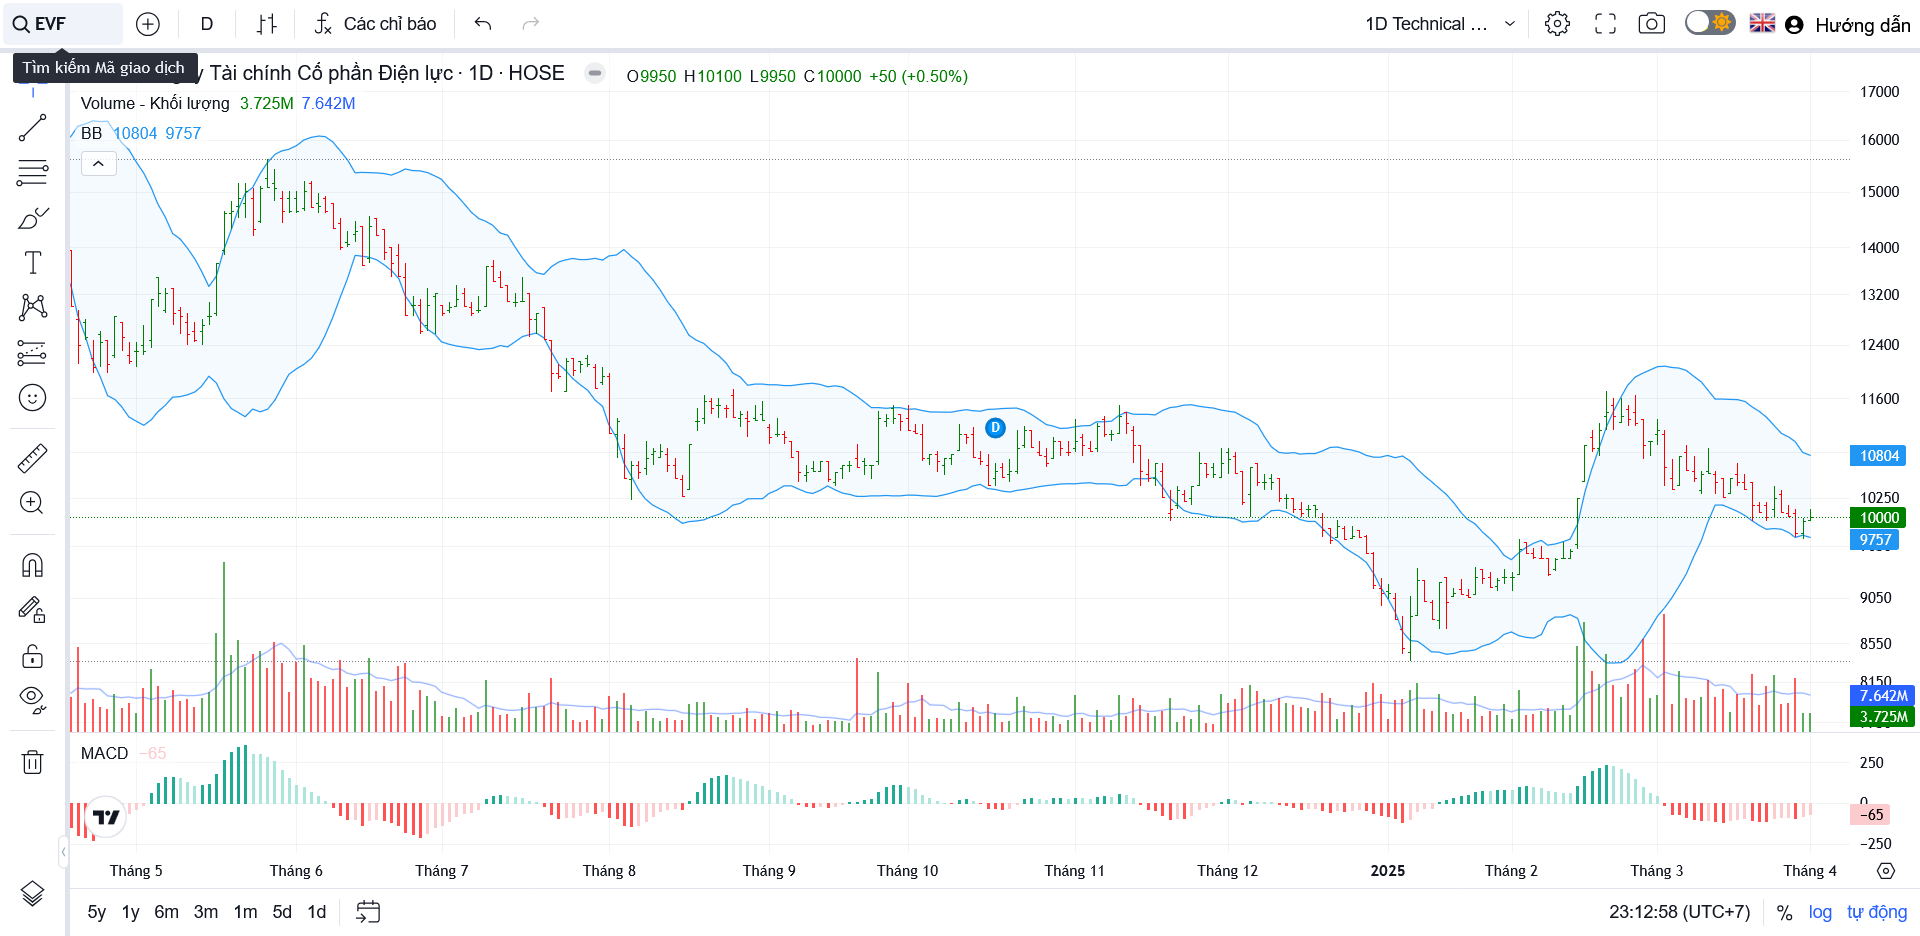 EVF
D
Các chỉ báo
1D Technical ...
Hướng dẫn
Tìm kiếm Mã giao dịch
y Tài chính Cổ phần Điện lực · 1D · HOSE
O9950 H10100 L9950 C10000 +50 (+0.50%)
Volume - Khối lượng 3.725M 7.642M
BB 10804 9757
17000
16000
15000
14000
13200
12400
11600
10804
10250
10000
9757
9050
8550
8150
7.642M
3.725M
D
MACD −65
250
0
−65
−250
Tháng 5 Tháng 6 Tháng 7 Tháng 8 Tháng 9 Tháng 10 Tháng 11 Tháng 12 2025 Tháng 2 Tháng 3 Tháng 4
5y 1y 6m 3m 1m 5d 1d
23:12:58 (UTC+7) % log tự động